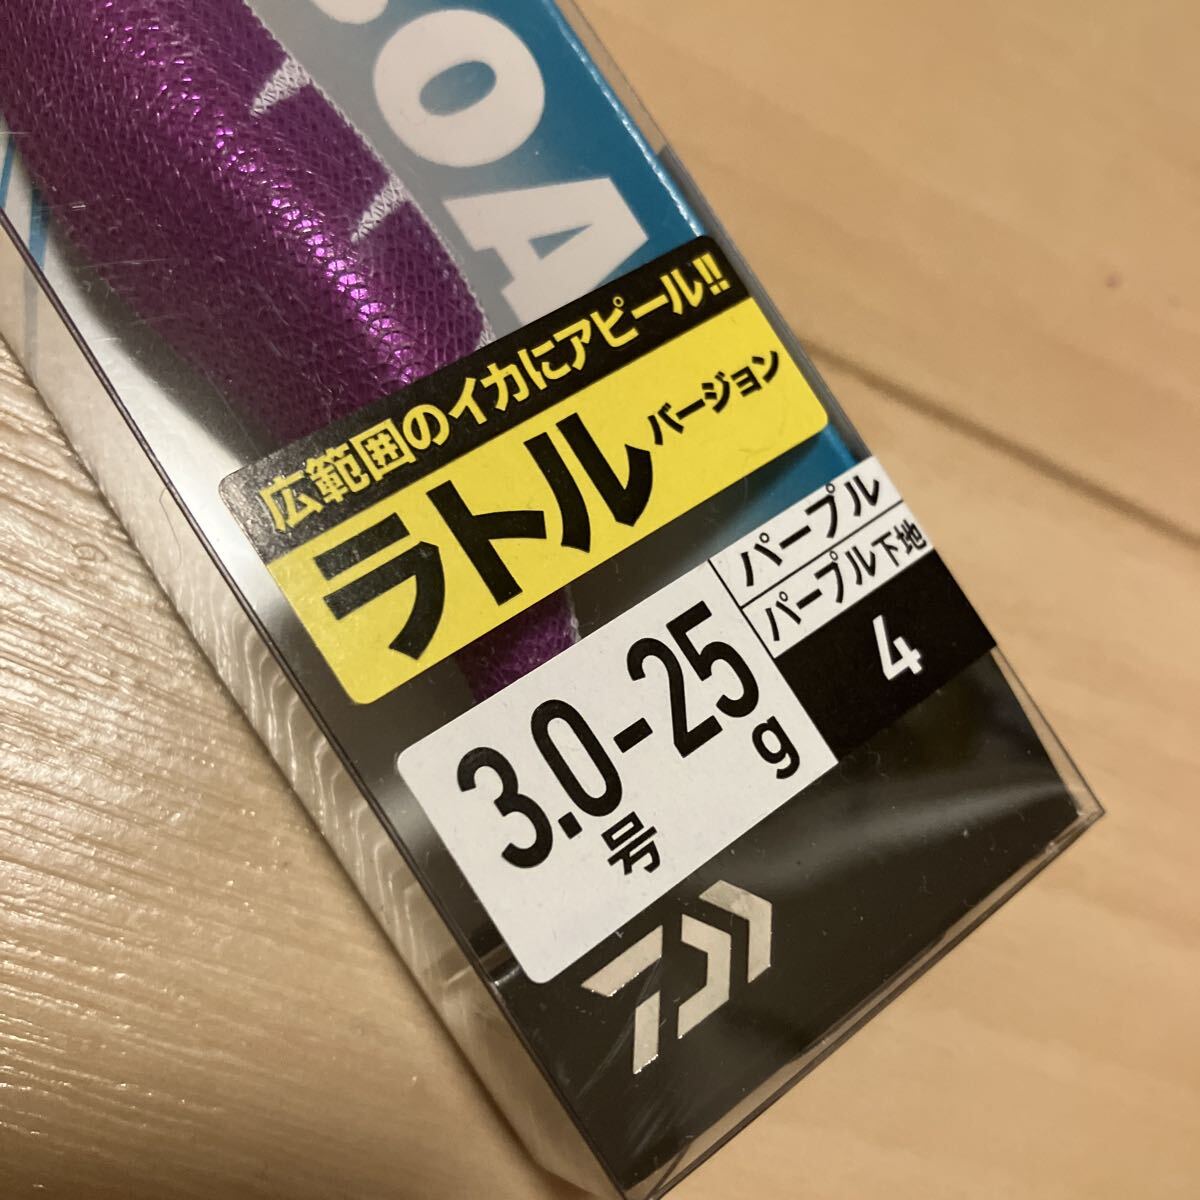 広範囲のイカにアピール!!
ラトル バージョン
パープル
パープル下地
4
3.0号-25g